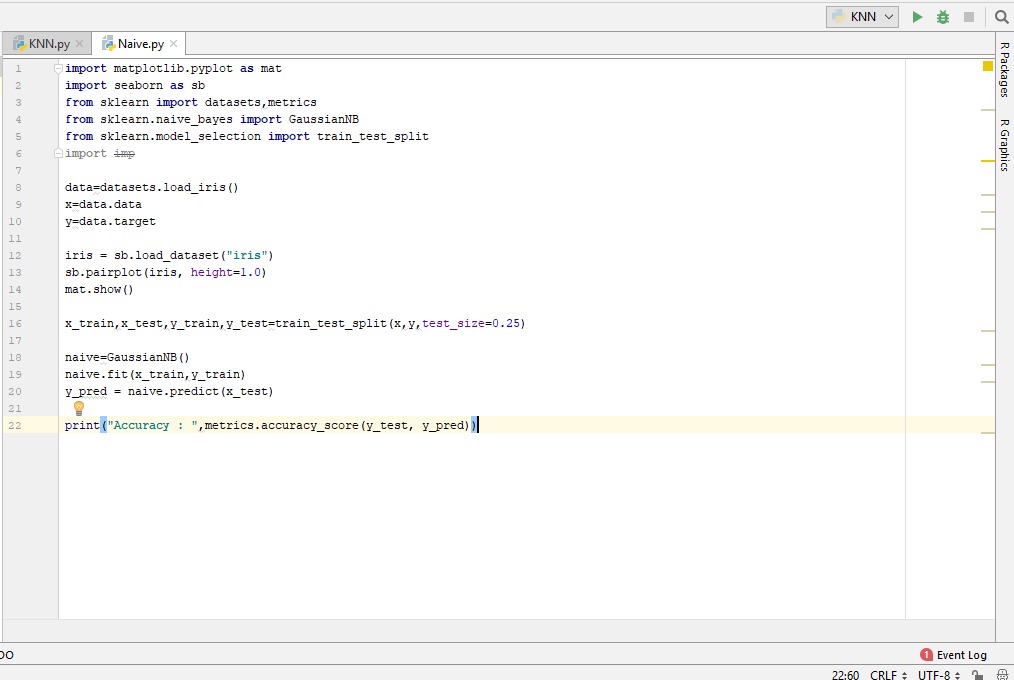 KNN
KNN.py
Naive.py
1 import matplotlib.pyplot as mat
2 import seaborn as sb
3 from sklearn import datasets,metrics
4 from sklearn.naive_bayes import GaussianNB
5 from sklearn.model_selection import train_test_split
6 import imp
7
8 data=datasets.load_iris()
9 x=data.data
10 y=data.target
11
12 iris = sb.load_dataset("iris")
13 sb.pairplot(iris, height=1.0)
14 mat.show()
15
16 x_train,x_test,y_train,y_test=train_test_split(x,y,test_size=0.25)
17
18 naive=GaussianNB()
19 naive.fit(x_train,y_train)
20 y_pred = naive.predict(x_test)
21
22 print("Accuracy : ",metrics.accuracy_score(y_test, y_pred))
R Packages
R Graphics
DO
1 Event Log
22:60 CRLF UTF-8